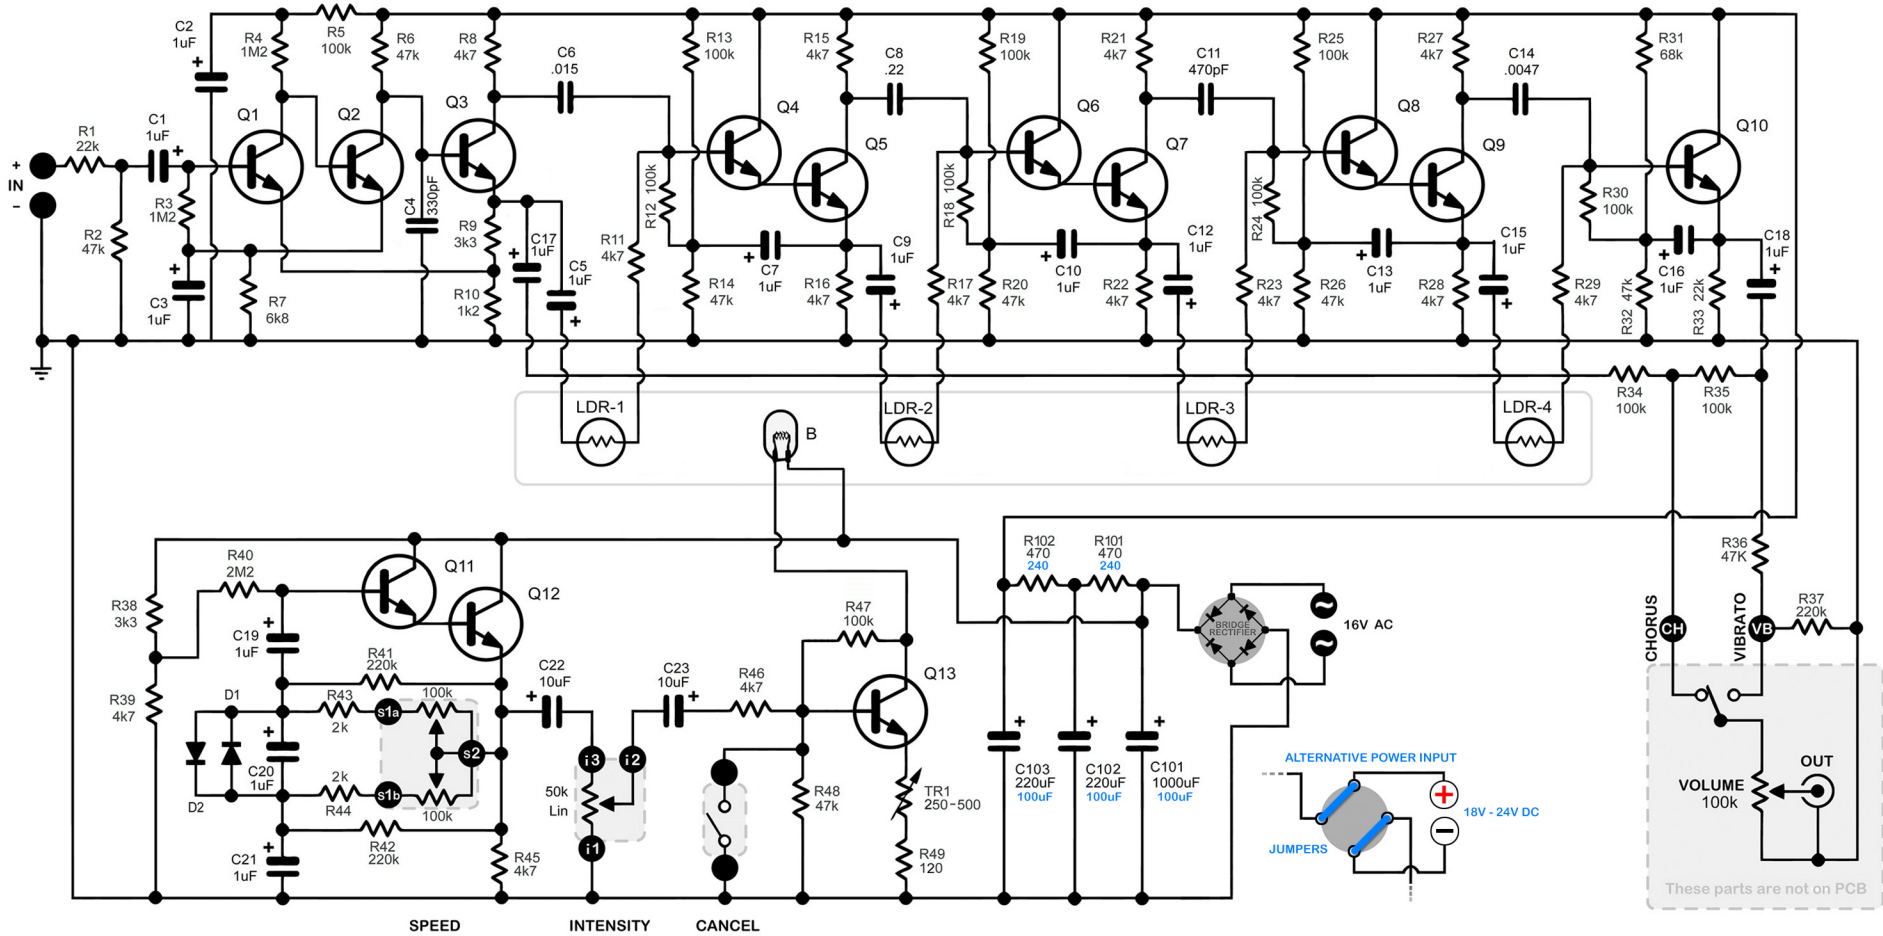 C2
1uF
R4
1M2
R5
100k
R6
47k
R8
4k7
C6
.015
R13
100k
R15
4k7
C8
.22
R19
100k
R21
4k7
C11
470pF
R25
100k
R27
4k7
C14
.0047
R31
68k
R1
22k
C1
1uF
Q1
Q2
Q3
Q4
Q5
Q6
Q7
Q8
Q9
Q10
+
IN
-
R2
47k
R3
1M2
C3
1uF
R7
6k8
C4
330pF
R9
3k3
R10
1k2
C17
1uF
C5
1uF
R11
4k7
R12 100k
R14
47k
C7
1uF
R16
4k7
C9
1uF
R17
4k7
R18 100k
R20
47k
C10
1uF
R22
4k7
C12
1uF
R23
4k7
R24 100k
R26
47k
C13
1uF
R28
4k7
C15
1uF
R29
4k7
R30
100k
R32 47k
C16
1uF
R33 22k
C18
1uF
R34
100k
R35
100k
LDR-1
LDR-2
LDR-3
LDR-4
B
R38
3k3
R39
4k7
R40
2M2
Q11
Q12
C19
1uF
R41
220k
D1
D2
R43
2k
s1a
100k
s2
C20
1uF
2k
R44
s1b
100k
C21
1uF
R42
220k
R45
4k7
C22
10uF
i3
i2
50k
Lin
i1
C23
10uF
R46
4k7
R47
100k
Q13
R48
47k
TR1
250-500
R49
120
SPEED
INTENSITY
CANCEL
R102
470
240
R101
470
240
BRIDGE
RECTIFIER
16V AC
C103
220uF
100uF
C102
220uF
100uF
C101
1000uF
100uF
ALTERNATIVE POWER INPUT
18V - 24V DC
JUMPERS
R36
47K
CHORUS
CH
VIBRATO
VB
R37
220k
VOLUME
100k
OUT
These parts are not on PCB